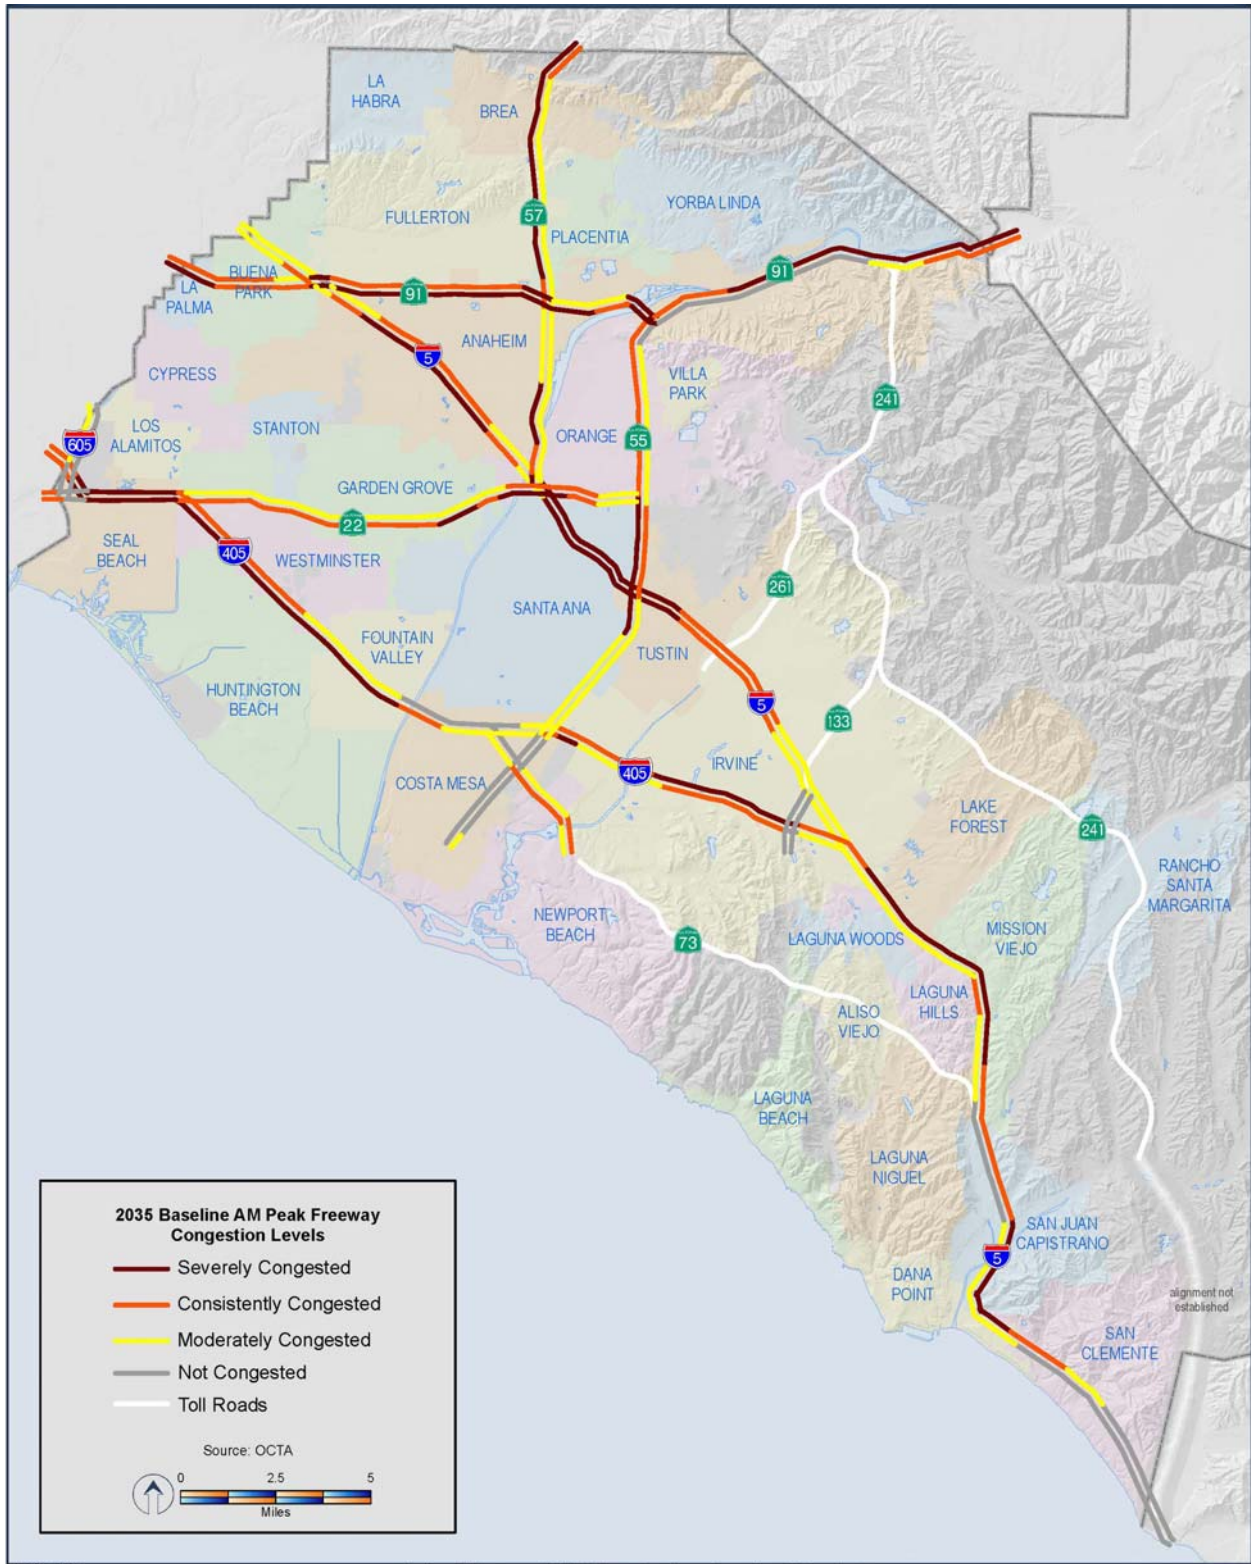 LA
HABRA
BREA
FULLERTON
57
PLACENTIA
YORBA LINDA
BUENA
PARK
LA
PALMA
91
91
ANAHEIM
5
CYPRESS
VILLA
PARK
241
605
LOS
ALAMITOS
STANTON
ORANGE
55
GARDEN GROVE
22
SEAL
BEACH
405
WESTMINSTER
261
SANTA ANA
FOUNTAIN
VALLEY
TUSTIN
HUNTINGTON
BEACH
5
133
COSTA MESA
405
IRVINE
LAKE
FOREST
241
RANCHO
SANTA
MARGARITA
NEWPORT
BEACH
73
LAGUNA WOODS
MISSION
VIEJO
ALISO
VIEJO
LAGUNA
HILLS
LAGUNA
BEACH
LAGUNA
NIGUEL
SAN JUAN
CAPISTRANO
5
DANA
POINT
alignment not
established
SAN
CLEMENTE
2035 Baseline AM Peak Freeway
Congestion Levels
Severely Congested
Consistently Congested
Moderately Congested
Not Congested
Toll Roads
Source: OCTA
0 2.5 5
Miles